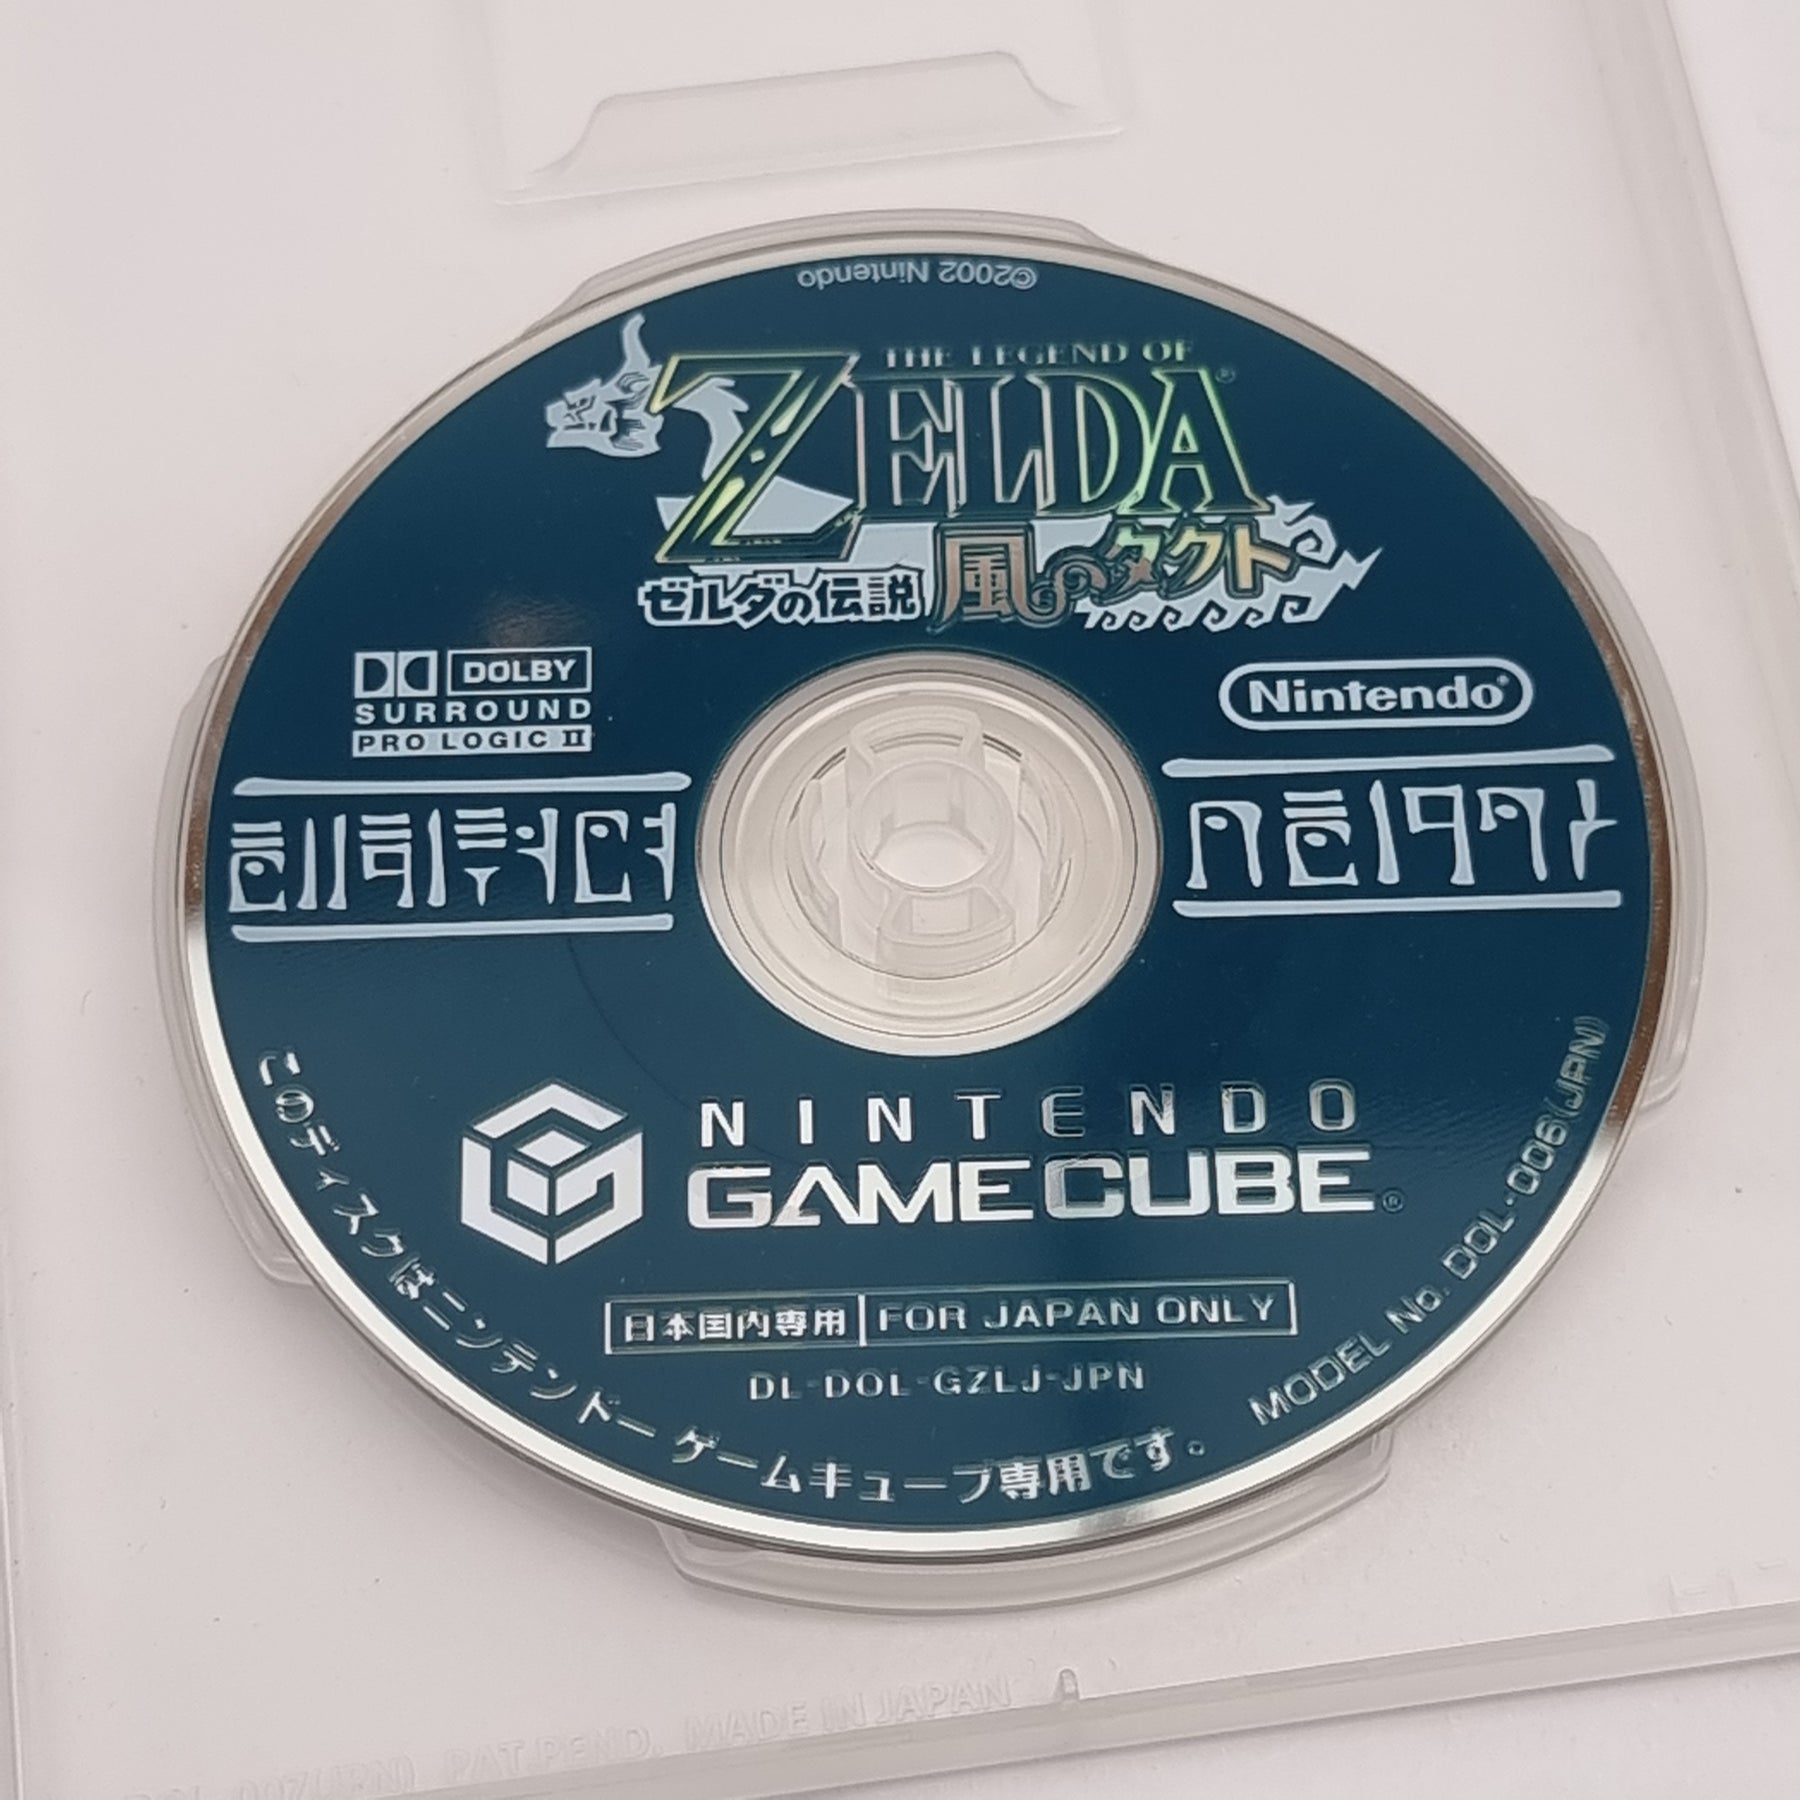 ©2002 Nintendo
THE LEGEND OF
ZELDA®
ゼルダの伝説 風のタクト
DOLBY
SURROUND
PRO LOGIC II
Nintendo®
NINTENDO
GAMECUBE®
日本国内専用 FOR JAPAN ONLY
DL-DOL-GZLJ-JPN
このディスクはニンテンドーゲームキューブ専用です。
MODEL No. DOL-006(JPN)
PAT.PEND. MADE IN JAPAN